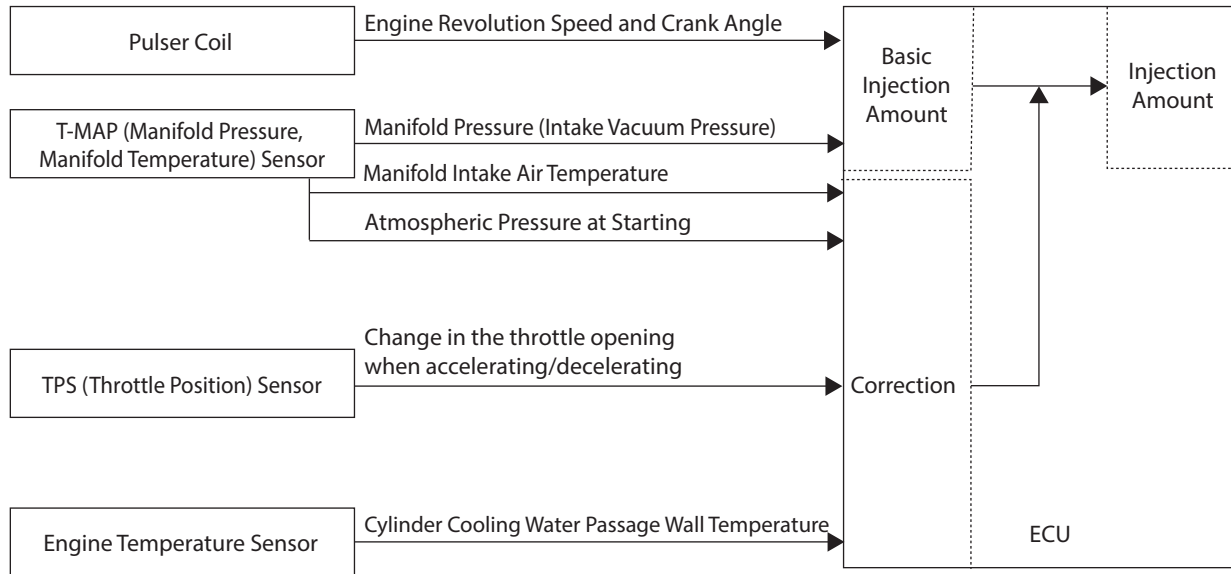 Pulser Coil
Engine Revolution Speed and Crank Angle
Basic
Injection
Amount
Injection
Amount
T-MAP (Manifold Pressure,
Manifold Temperature) Sensor
Manifold Pressure (Intake Vacuum Pressure)
Manifold Intake Air Temperature
Atmospheric Pressure at Starting
Change in the throttle opening
when accelerating/decelerating
TPS (Throttle Position) Sensor
Correction
Cylinder Cooling Water Passage Wall Temperature
Engine Temperature Sensor
ECU